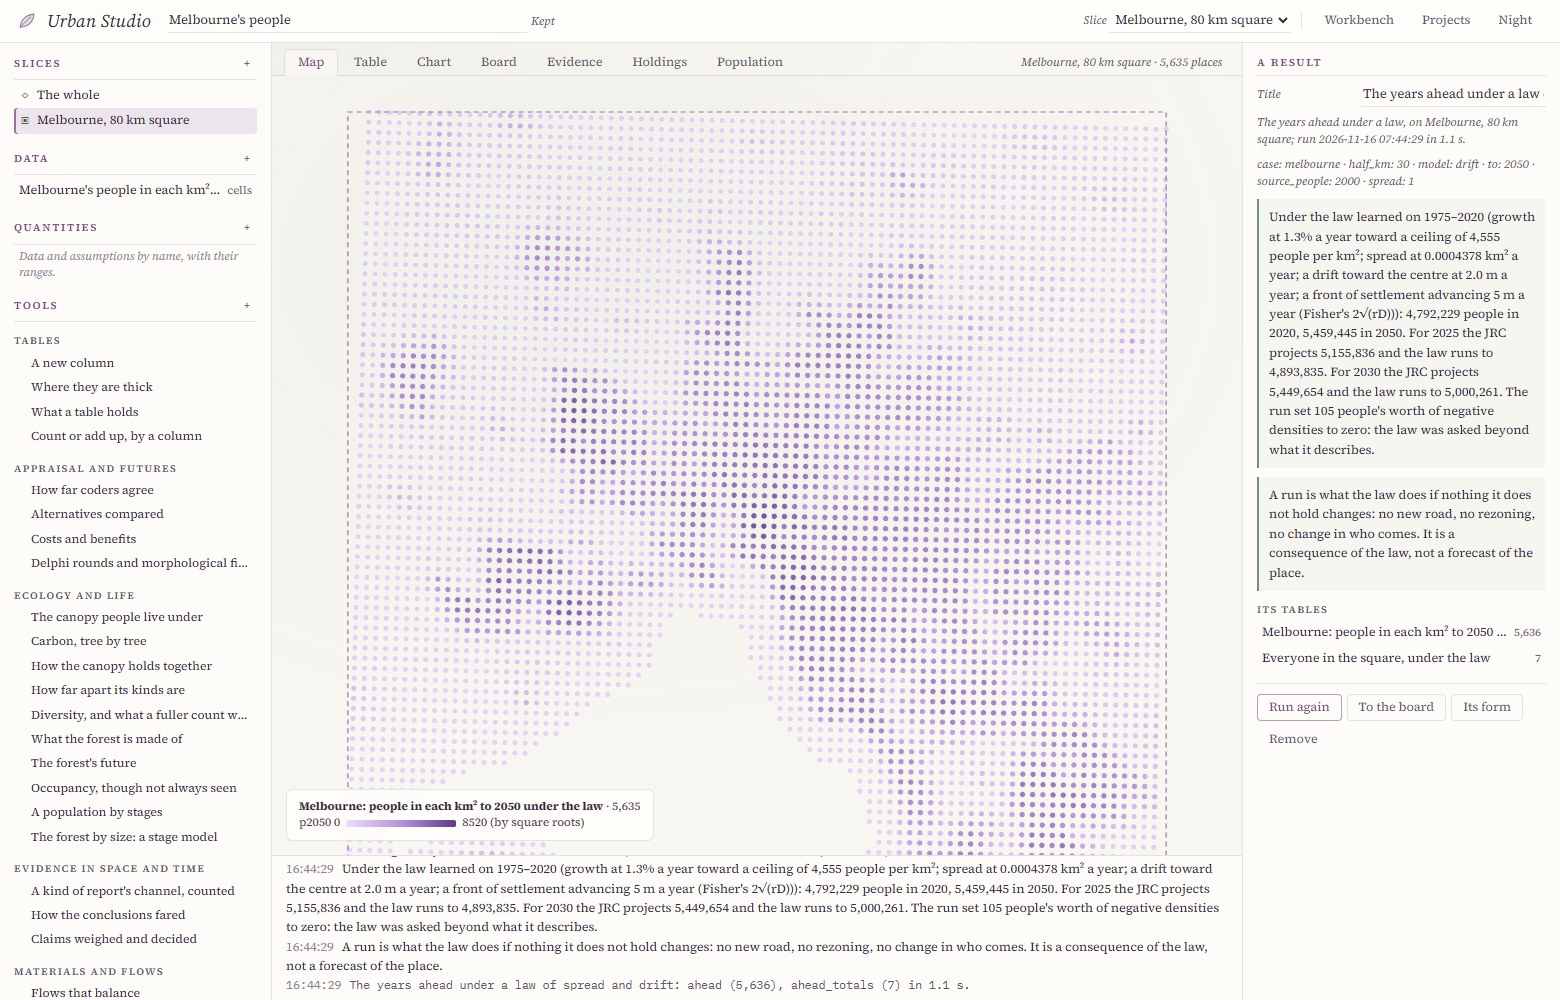 Urban Studio
Melbourne's people
Kept
Slice
Melbourne, 80 km square
Workbench
Projects
Night
SLICES
+
The whole
Melbourne, 80 km square
DATA
+
Melbourne's people in each km²...
cells
QUANTITIES
+
Data and assumptions by name, with their
ranges.
TOOLS
+
TABLES
A new column
Where they are thick
What a table holds
Count or add up, by a column
APPRAISAL AND FUTURES
How far coders agree
Alternatives compared
Costs and benefits
Delphi rounds and morphological fi...
ECOLOGY AND LIFE
The canopy people live under
Carbon, tree by tree
How the canopy holds together
How far apart its kinds are
Diversity, and what a fuller count w...
What the forest is made of
The forest's future
Occupancy, though not always seen
A population by stages
The forest by size: a stage model
EVIDENCE IN SPACE AND TIME
A kind of report's channel, counted
How the conclusions fared
Claims weighed and decided
MATERIALS AND FLOWS
Flows that balance
Map
Table
Chart
Board
Evidence
Holdings
Population
Melbourne, 80 km square · 5,635 places
Melbourne: people in each km² to 2050 under the law · 5,635
p2050 0
8520 (by square roots)
16:44:29 Under the law learned on 1975–2020 (growth at 1.3% a year toward a ceiling of 4,555 people per km²; spread at 0.0004378 km² a year; a drift toward
the centre at 2.0 m a year; a front of settlement advancing 5 m a year (Fisher's 2√(rD))): 4,792,229 people in 2020, 5,459,445 in 2050. For 2025 the JRC projects
5,155,836 and the law runs to 4,893,835. For 2030 the JRC projects 5,449,654 and the law runs to 5,000,261. The run set 105 people's worth of negative densities
to zero: the law was asked beyond what it describes.
16:44:29 A run is what the law does if nothing it does not hold changes: no new road, no rezoning, no change in who comes. It is a consequence of the law,
not a forecast of the place.
16:44:29 The years ahead under a law of spread and drift: ahead (5,636), ahead_totals (7) in 1.1 s.
A RESULT
Title
The years ahead under a law
The years ahead under a law, on Melbourne, 80 km
square; run 2026-11-16 07:44:29 in 1.1 s.
case: melbourne · half_km: 30 · model: drift · to: 2050 ·
source_people: 2000 · spread: 1
Under the law learned on 1975–2020 (growth
at 1.3% a year toward a ceiling of 4,555
people per km²; spread at 0.0004378 km² a
year; a drift toward the centre at 2.0 m a
year; a front of settlement advancing 5 m a
year (Fisher's 2√(rD))): 4,792,229 people in
2020, 5,459,445 in 2050. For 2025 the JRC
projects 5,155,836 and the law runs to
4,893,835. For 2030 the JRC projects
5,449,654 and the law runs to 5,000,261. The
run set 105 people's worth of negative
densities to zero: the law was asked beyond
what it describes.
A run is what the law does if nothing it does
not hold changes: no new road, no rezoning,
no change in who comes. It is a
consequence of the law, not a forecast of the
place.
ITS TABLES
Melbourne: people in each km² to 2050 ...
5,636
Everyone in the square, under the law
7
Run again
To the board
Its form
Remove